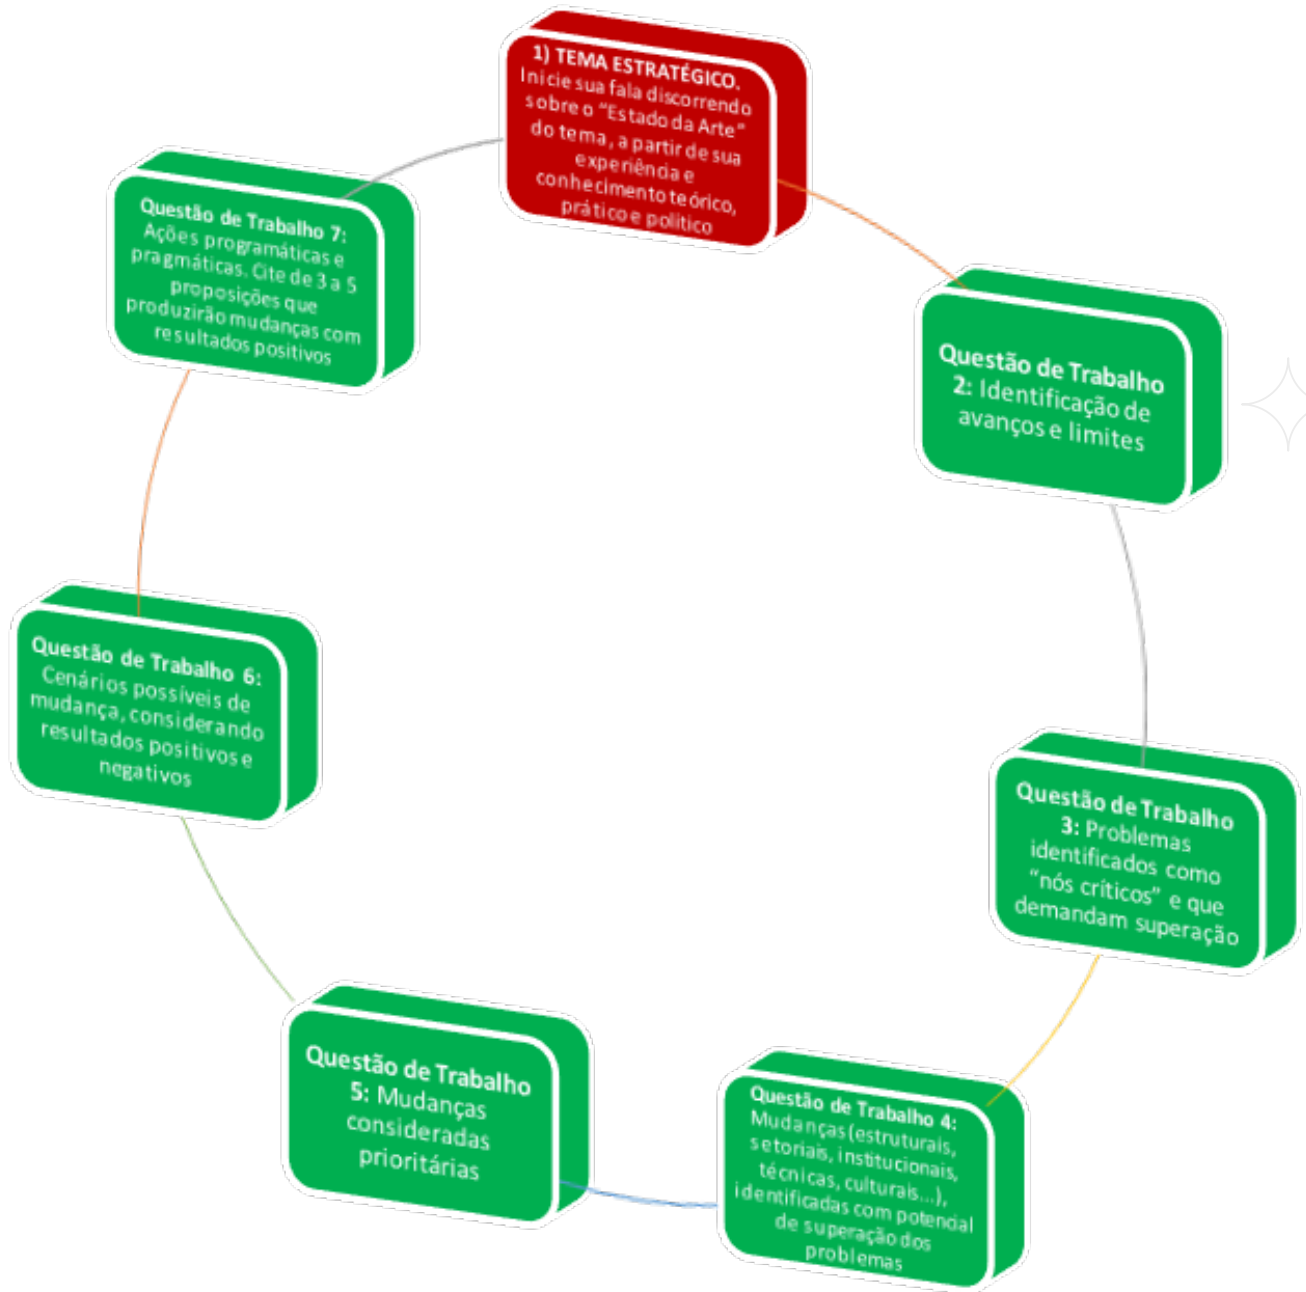 1) TEMA ESTRATÉGICO.
Inicie sua fala discorrendo
sobre o “Estado da Arte”
do tema, a partir de sua
experiência e
conhecimento teórico,
prático e político
Questão de Trabalho
2: Identificação de
avanços e limites
Questão de Trabalho
3: Problemas
identificados como
“nós críticos” e que
demandam superação
Questão de Trabalho 4:
Mudanças (estruturais,
setoriais, institucionais,
técnicas, culturais...),
identificadas com potencial
de superação dos
problemas
Questão de Trabalho
5: Mudanças
consideradas
prioritárias
Questão de Trabalho 6:
Cenários possíveis de
mudança, considerando
resultados positivos e
negativos
Questão de Trabalho 7:
Ações programáticas e
pragmáticas. Cite de 3 a 5
proposições que
produzirão mudanças com
resultados positivos